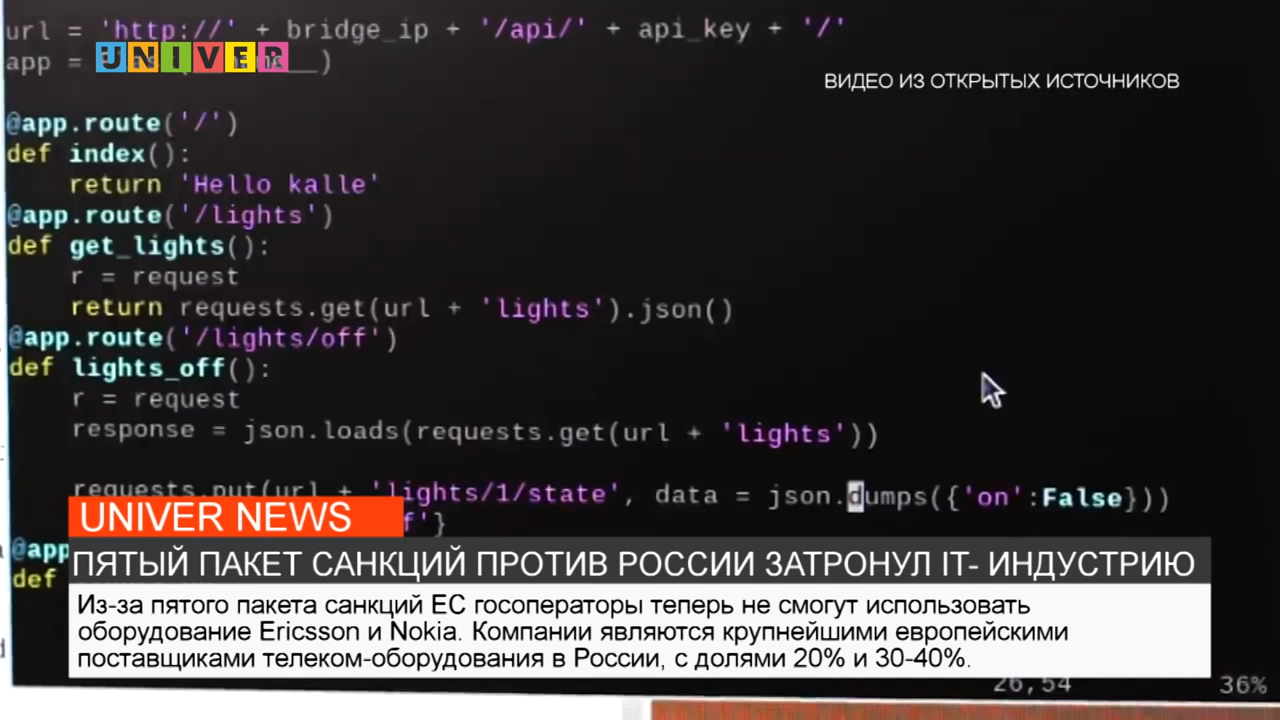 url = 'http://' + bridge_ip + '/api/' + api_key + '/'
app =
UNIVER
ВИДЕО ИЗ ОТКРЫТЫХ ИСТОЧНИКОВ
@app.route('/')
def index():
return 'Hello kalle'
@app.route('/lights')
def get_lights():
r = request
return requests.get(url + 'lights').json()
@app.route('/lights/off')
def lights_off():
r = request
response = json.loads(requests.get(url + 'lights'))
requests.put(url + 'lights/1/state', data = json.dumps({'on':False}))
f'}
@app
def
UNIVER NEWS
ПЯТЫЙ ПАКЕТ САНКЦИЙ ПРОТИВ РОССИИ ЗАТРОНУЛ IT- ИНДУСТРИЮ
Из-за пятого пакета санкций ЕС госоператоры теперь не смогут использовать
оборудование Ericsson и Nokia. Компании являются крупнейшими европейскими
поставщиками телеком-оборудования в России, с долями 20% и 30-40%.
26,54
36%